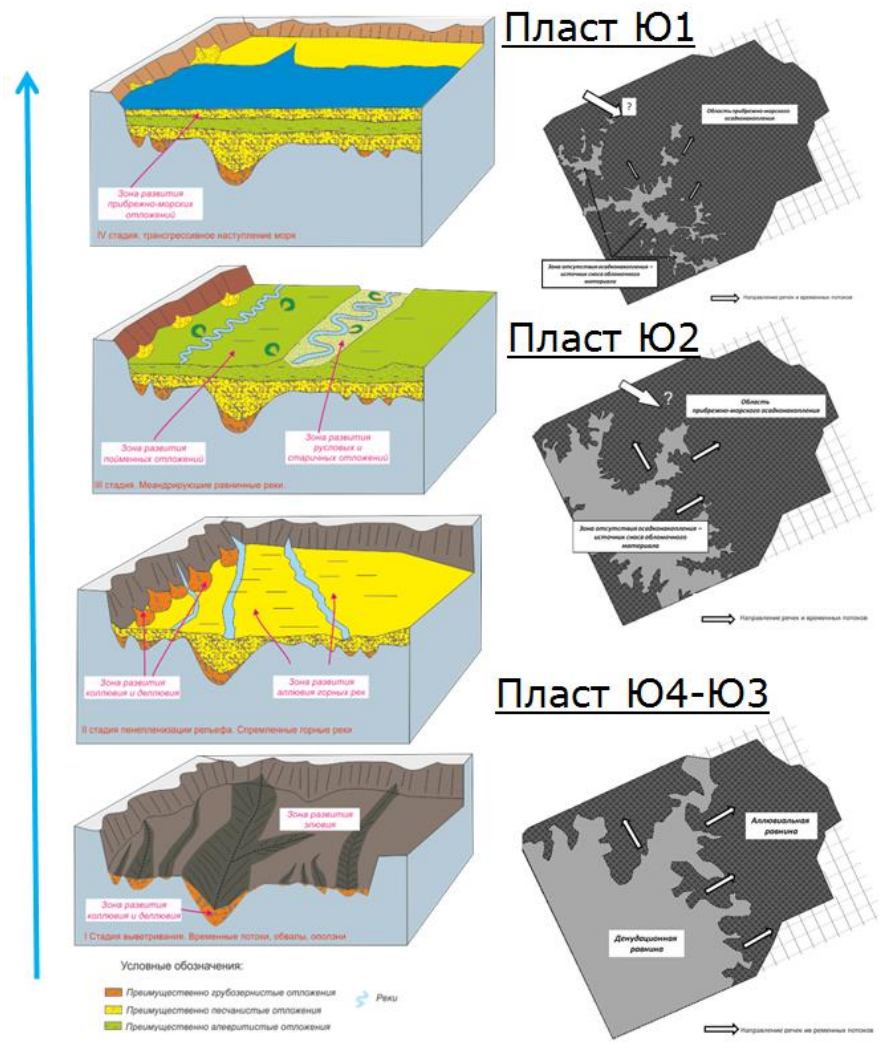 Пласт Ю1
?
Область прибрежно-морского
осадконакопления
Зона отсутствия осадконакопления –
источник сноса обломочного
материала
Направление речек и временных потоков
Зона развития
прибрежно-морских
отложений
IV стадия. трансгрессивное наступление моря
Пласт Ю2
?
Область
прибрежно-морского осадконакопления
Зона отсутствия осадконакопления –
источник сноса обломочного
материала
Направление речек и временных потоков
Зона развития
пойменных отложений
Зона развития
русловых и
старичных отложений
III стадия. Меандрирующие равнинные реки.
Зона развития
коллювия и деллювия
Зона развития
аллювия горных рек
II стадия пенепленизации рельефа. Спремлечные горные реки
Пласт Ю4-Ю3
Аллювиальная
равнина
Денудационная
равнина
Направление речек ив ременных потоков
Зона развития
элювия
Зона развития
коллювия и деллювия
I Стадия выветривания. Временные потоки, обвалы, оползни
Условные обозначения:
Преимущественно грубозернистые отложения
Реки
Преимущественно песчанистые отложения
Преимущественно алевритистые отложения